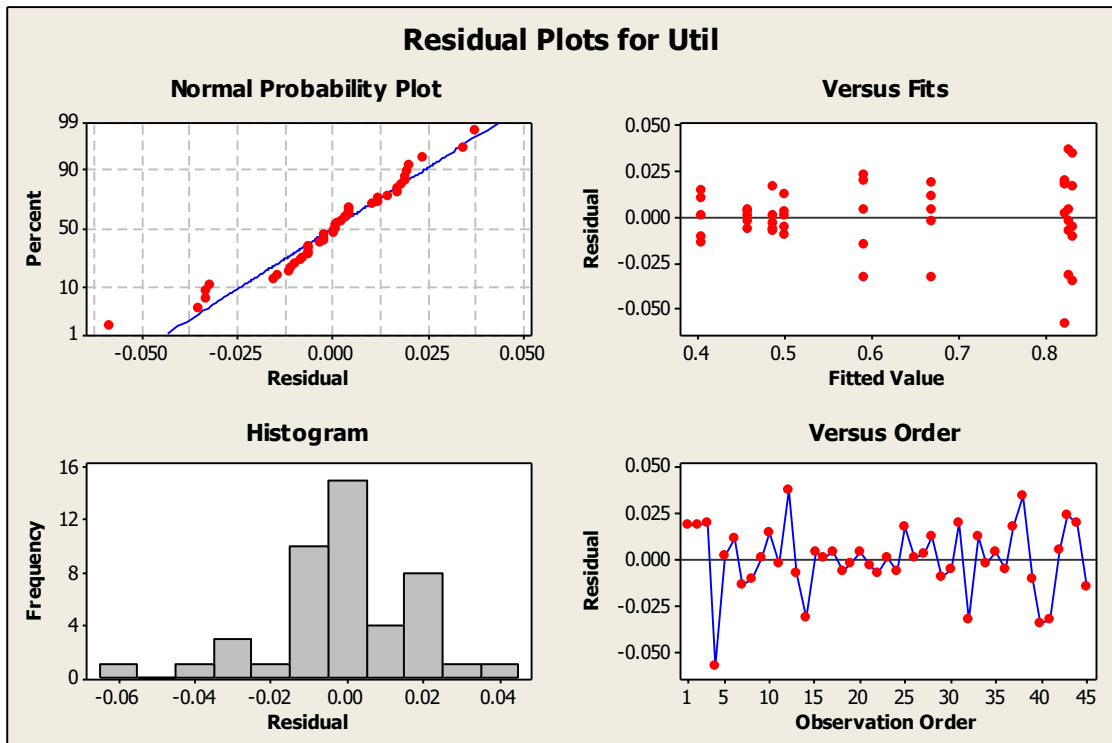 Residual Plots for Util
Normal Probability Plot
99
90
50
10
1
Percent
-0.050 -0.025 0.000 0.025 0.050
Residual
Versus Fits
0.050
0.025
0.000
-0.025
-0.050
Residual
0.4 0.5 0.6 0.7 0.8
Fitted Value
Histogram
16
12
8
4
0
Frequency
-0.06 -0.04 -0.02 0.00 0.02 0.04
Residual
Versus Order
0.050
0.025
0.000
-0.025
-0.050
Residual
1 5 10 15 20 25 30 35 40 45
Observation Order